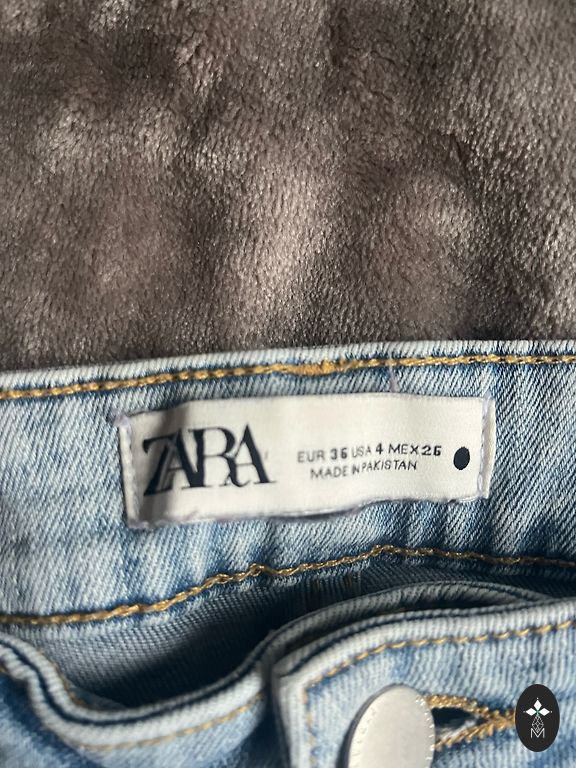 ZARA
EUR 36 USA 4 MEX 26
MADE IN PAKISTAN
M